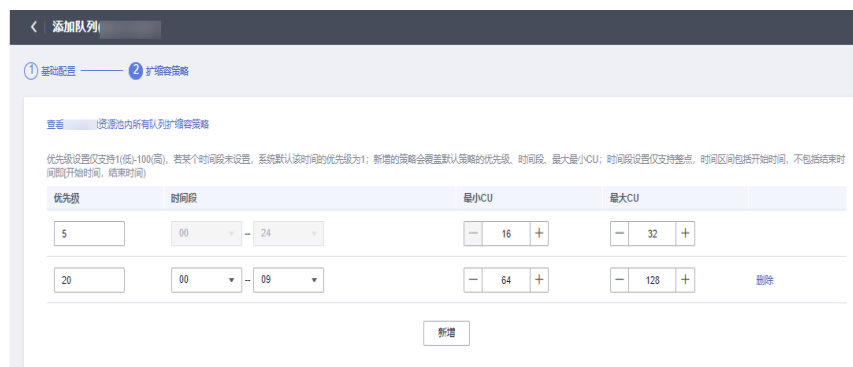 添加队列(
1 基础配置 2 扩缩容策略
查看 资源池内所有队列扩缩容策略
优先级设置仅支持1(低)-100(高)，若某个时间段未设置，系统默认该时间的优先级为1；新增的策略会覆盖默认策略的优先级、时间段、最大最小CU；时间段设置仅支持整点，时间区间包括开始时间，不包括结束时
间即[开始时间，结束时间)
优先级 时间段 最小CU 最大CU
5 00 -- 24 16 32
20 00 -- 09 64 128 删除
新增